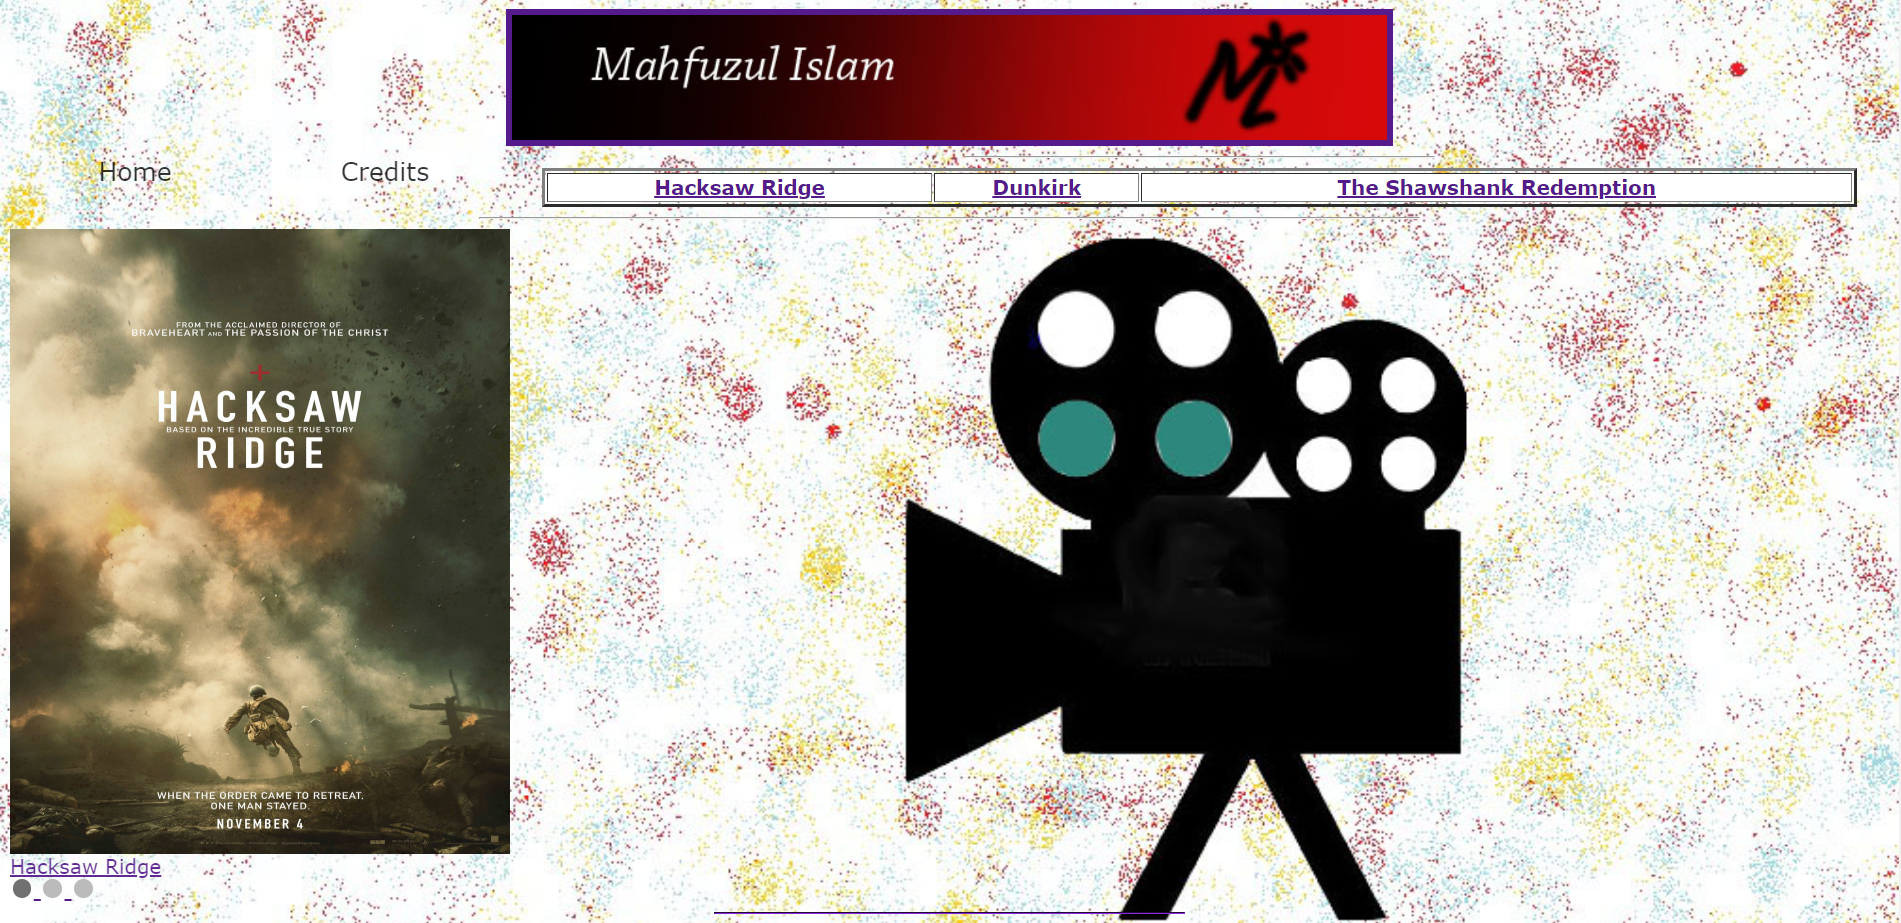 Mahfuzul Islam
Home
Credits
Hacksaw Ridge
Dunkirk
The Shawshank Redemption
FROM THE ACCLAIMED DIRECTOR OF
BRAVEHEART AND THE PASSION OF THE CHRIST
HACKSAW
BASED ON THE INCREDIBLE TRUE STORY
RIDGE
WHEN THE ORDER CAME TO RETREAT,
ONE MAN STAYED.
NOVEMBER 4
Hacksaw Ridge